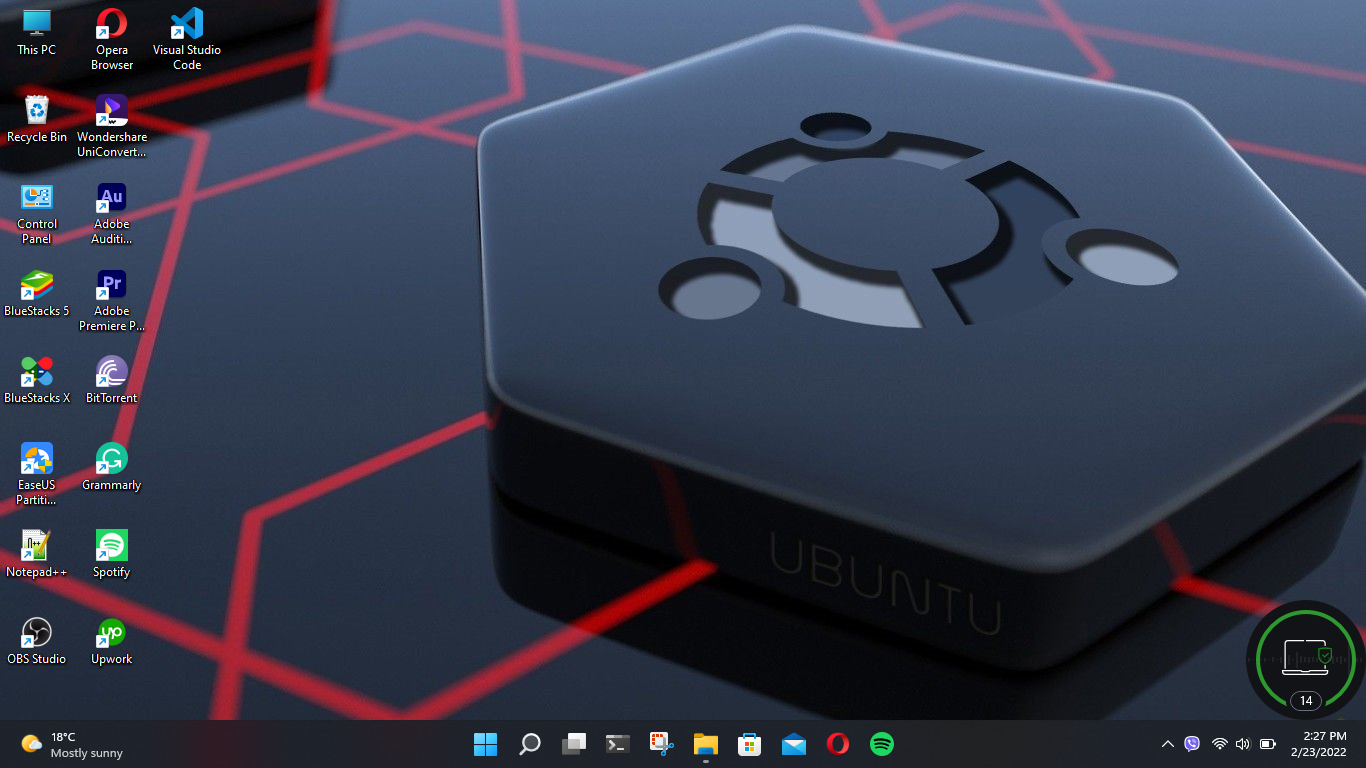 This PC
Opera
Browser
Visual Studio
Code
Recycle Bin
Wondershare
UniConvert...
Control
Panel
Au
Adobe
Auditi...
BlueStacks 5
Pr
Adobe
Premiere P...
BlueStacks X
BitTorrent
EaseUS
Partiti...
Grammarly
Notepad++
Spotify
OBS Studio
up
Upwork
UBUNTU
14
18°C
Mostly sunny
2:27 PM
2/23/2022